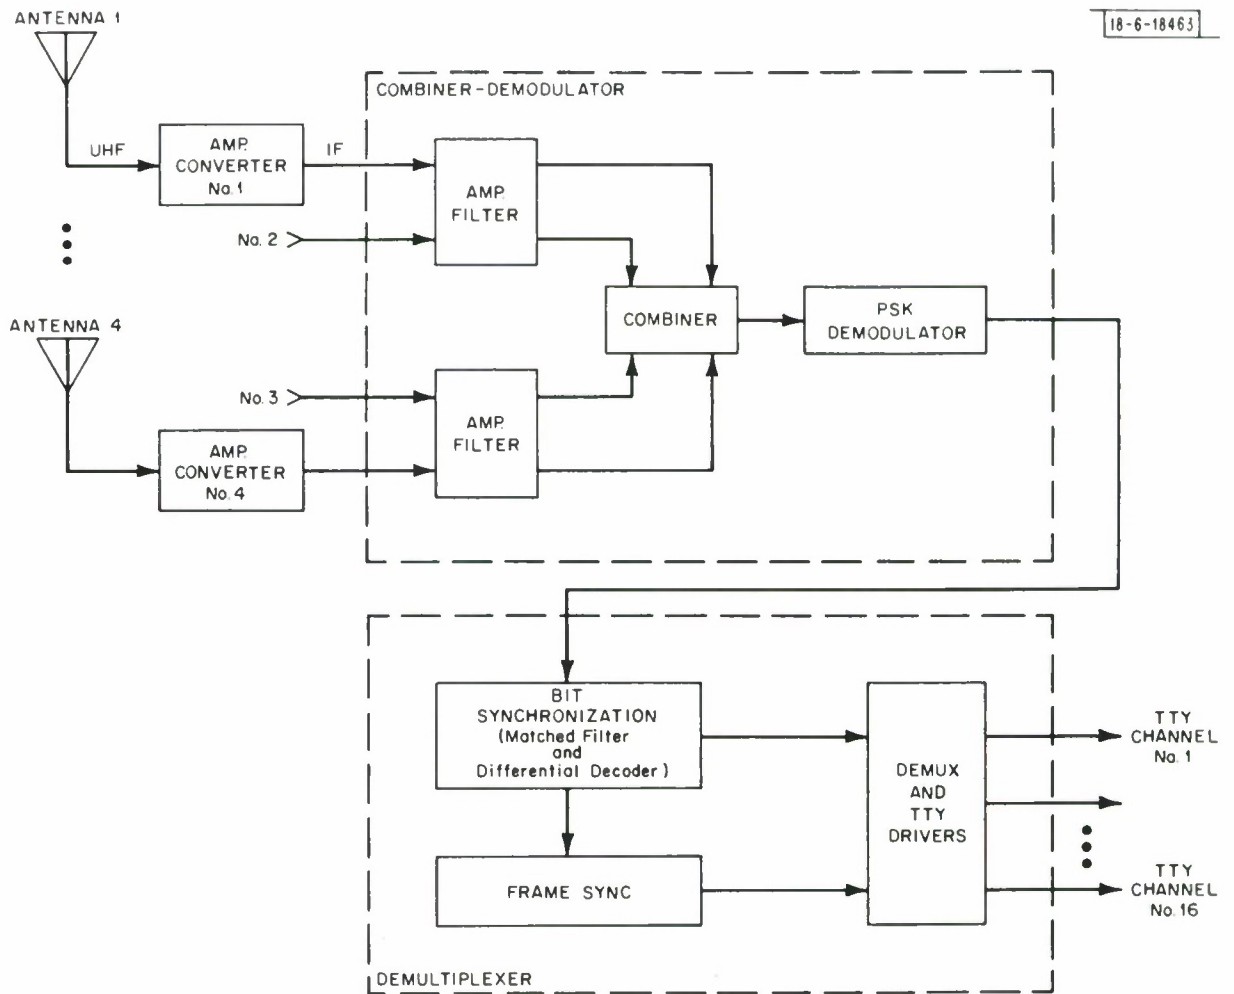 ANTENNA 1
18-6-18463
COMBINER-DEMODULATOR
UHF
AMP.
CONVERTER
No. 1
IF
AMP.
FILTER
No. 2
COMBINER
PSK
DEMODULATOR
ANTENNA 4
No. 3
AMP.
FILTER
AMP.
CONVERTER
No. 4
BIT
SYNCHRONIZATION
(Matched Filter
and
Differential Decoder)
DEMUX
AND
TTY
DRIVERS
TTY
CHANNEL
No. 1
FRAME SYNC
TTY
CHANNEL
No. 16
DEMULTIPLEXER